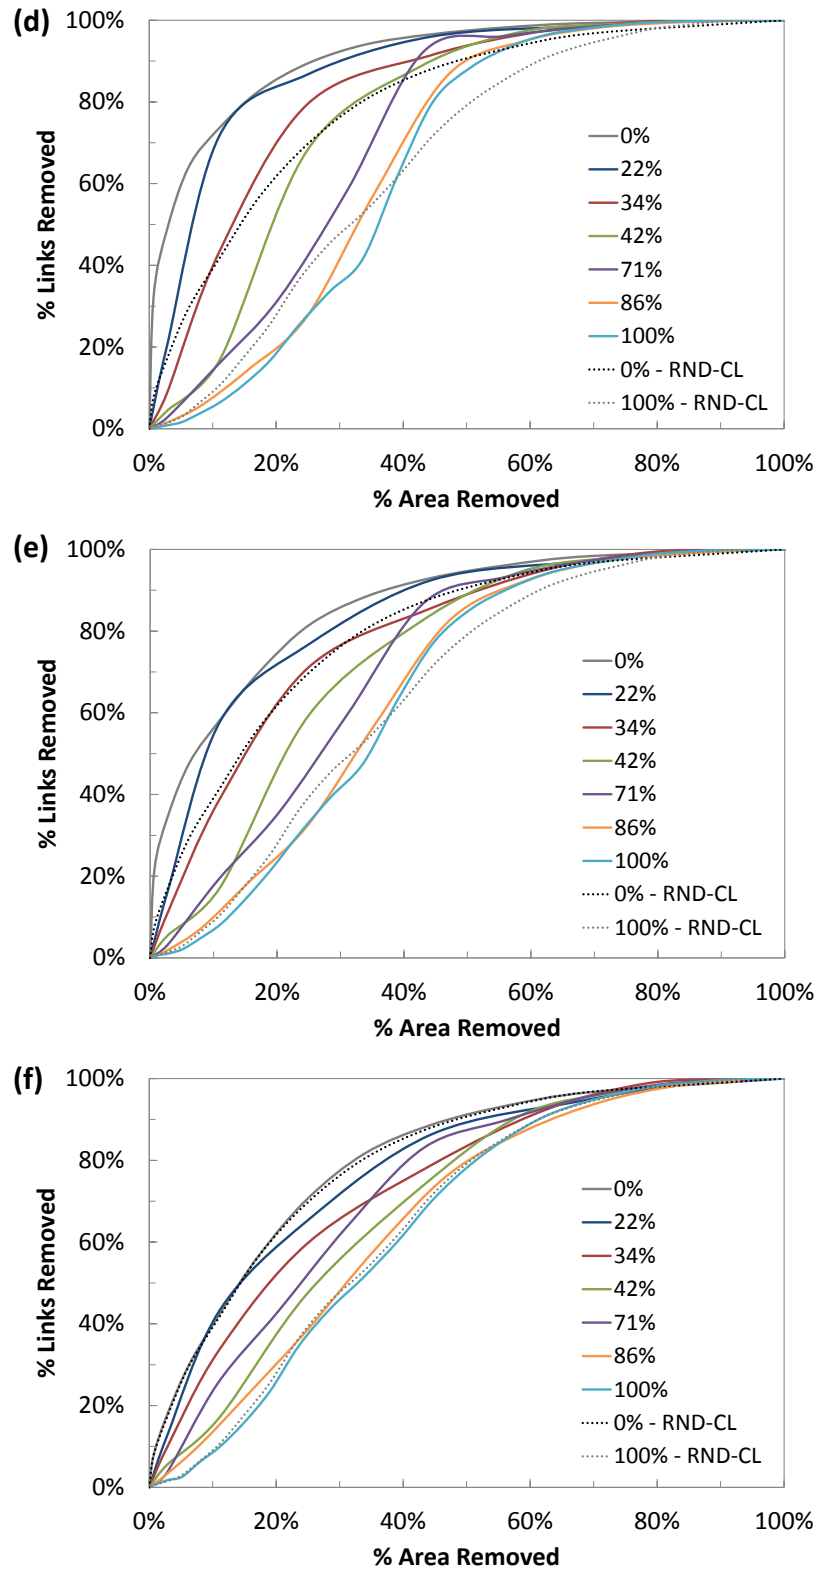 (d)
100%
80%
60%
40%
20%
0%
% Links Removed
0%
22%
34%
42%
71%
86%
100%
0% - RND-CL
100% - RND-CL
0% 20% 40% 60% 80% 100%
% Area Removed
(e)
100%
80%
60%
40%
20%
0%
% Links Removed
0%
22%
34%
42%
71%
86%
100%
0% - RND-CL
100% - RND-CL
0% 20% 40% 60% 80% 100%
% Area Removed
(f)
100%
80%
60%
40%
20%
0%
% Links Removed
0%
22%
34%
42%
71%
86%
100%
0% - RND-CL
100% - RND-CL
0% 20% 40% 60% 80% 100%
% Area Removed